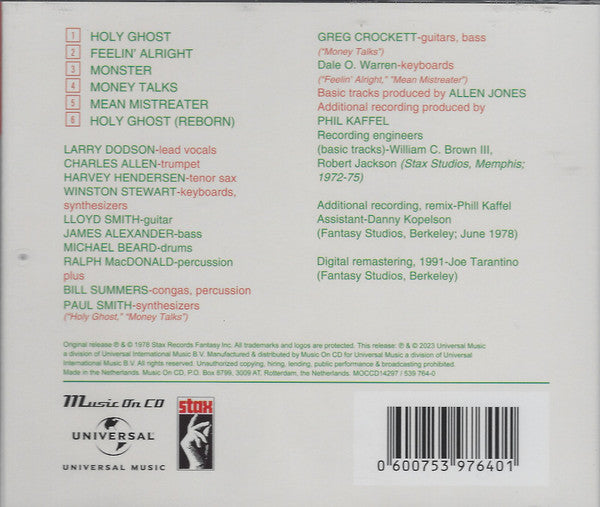 1 HOLY GHOST
2 FEELIN' ALRIGHT
3 MONSTER
4 MONEY TALKS
5 MEAN MISTREATER
6 HOLY GHOST (REBORN)
LARRY DODSON-lead vocals
CHARLES ALLEN-trumpet
HARVEY HENDERSEN-tenor sax
WINSTON STEWART-keyboards,
synthesizers
LLOYD SMITH-guitar
JAMES ALEXANDER-bass
MICHAEL BEARD-drums
RALPH MacDONALD-percussion
plus
BILL SUMMERS-congas, percussion
PAUL SMITH-synthesizers
("Holy Ghost," "Money Talks")
GREG CROCKETT-guitars, bass
("Money Talks")
Dale O. Warren-keyboards
("Feelin' Alright," "Mean Mistreater")
Basic tracks produced by ALLEN JONES
Additional recording produced by
PHIL KAFFEL
Recording engineers
(basic tracks)-William C. Brown III,
Robert Jackson (Stax Studios, Memphis;
1972-75)
Additional recording, remix-Phill Kaffel
Assistant-Danny Kopelson
(Fantasy Studios, Berkeley; June 1978)
Digital remastering, 1991-Joe Tarantino
(Fantasy Studios, Berkeley)
Original release ℗ & © 1978 Stax Records Fantasy Inc. All trademarks and logos are protected. This release: ℗ & © 2023 Universal Music
a division of Universal International Music B.V. Manufactured & distributed by Music On CD for Universal Music a division of Universal
International Music B.V. All rights reserved. Unauthorized copying, hiring, lending, public performance & broadcasting prohibited.
Made in the Netherlands. Music On CD, P.O. Box 8799, 3009 AT, Rotterdam, the Netherlands. MOCCD14297 / 539 764-0
Music On CD
UNIVERSAL
UNIVERSAL MUSIC
stax
0 600753 976401